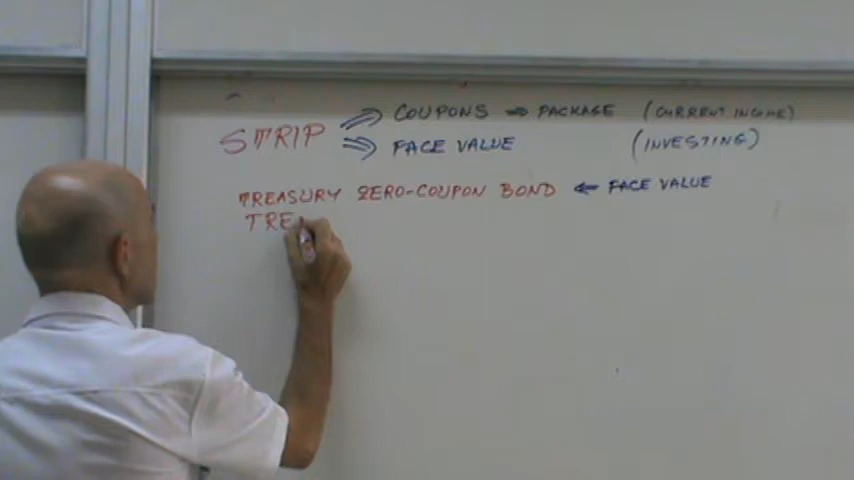 STRIP ⇒ COUPONS ⇒ PACKAGE (CURRENT INCOME)
⇒ FACE VALUE (INVESTING)
TREASURY ZERO-COUPON BOND ⇐ FACE VALUE
TRE